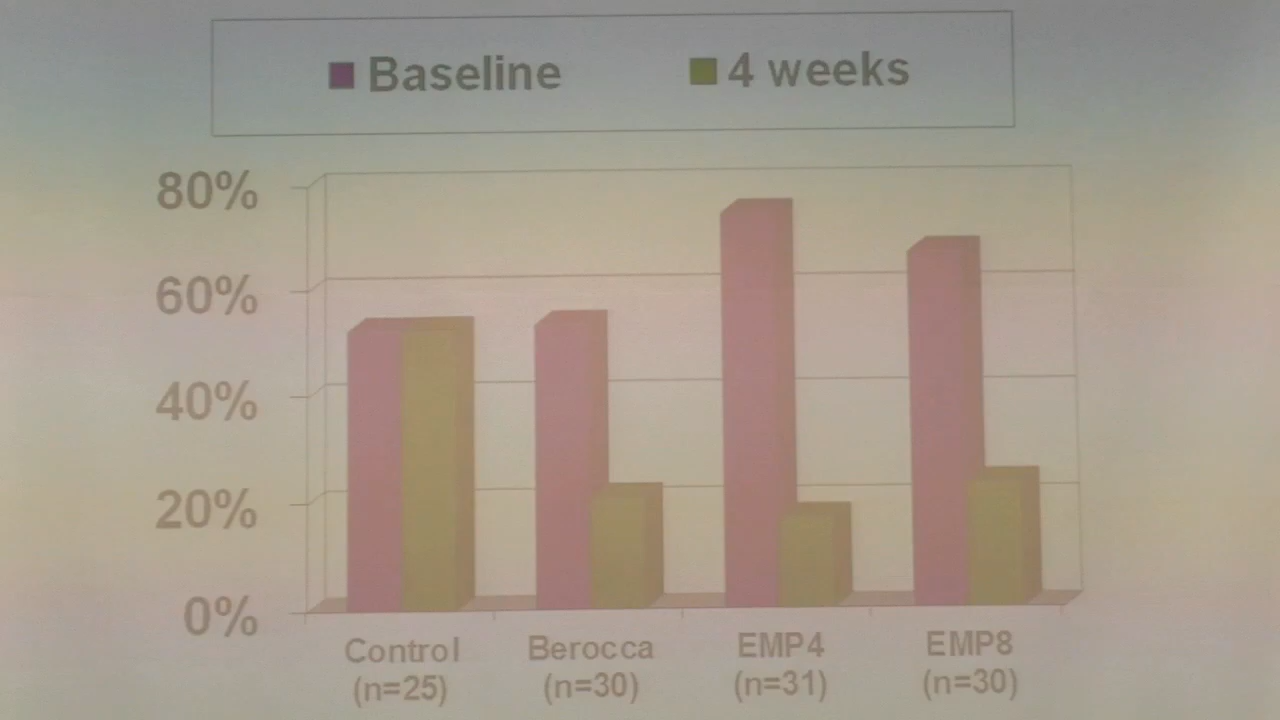 Baseline 4 weeks
80%
60%
40%
20%
0%
Control Berocca EMP4 EMP8
(n=25) (n=30) (n=31) (n=30)